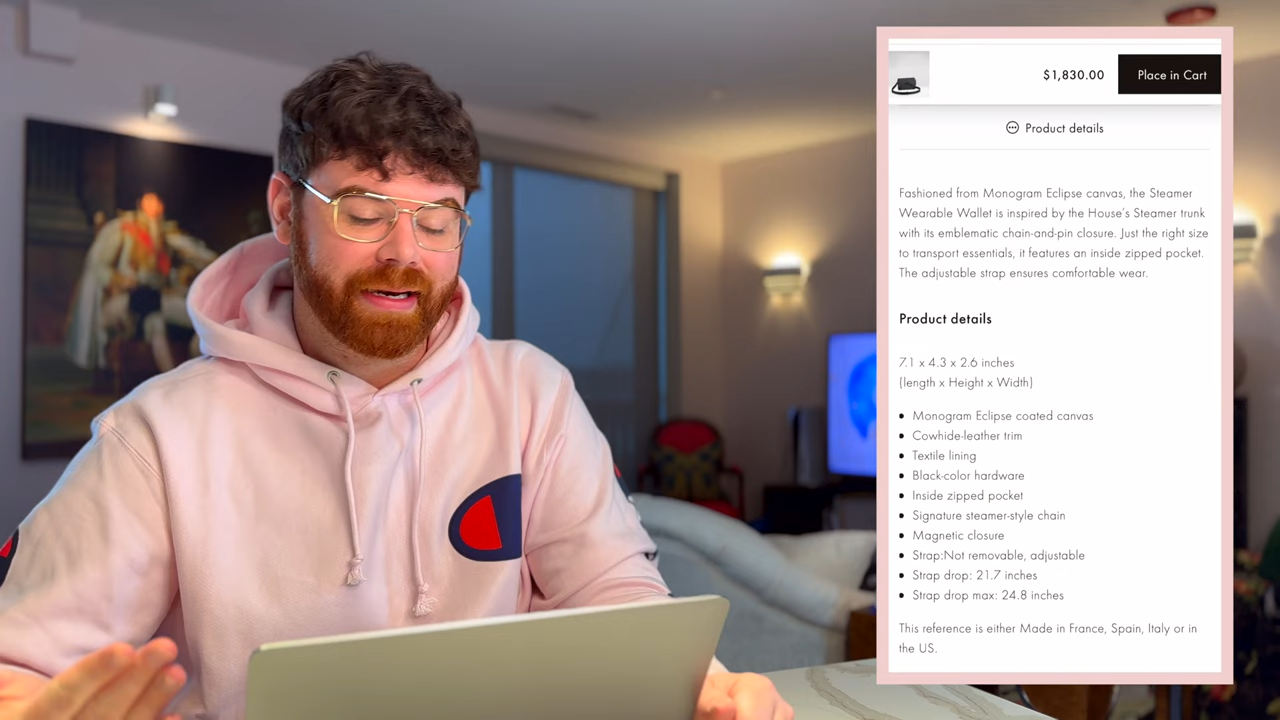 $1,830.00
Place in Cart
Product details
Fashioned from Monogram Eclipse canvas, the Steamer
Wearable Wallet is inspired by the House's Steamer trunk
with its emblematic chain-and-pin closure. Just the right size
to transport essentials, it features an inside zipped pocket.
The adjustable strap ensures comfortable wear.
Product details
7.1 x 4.3 x 2.6 inches
(length x Height x Width)
Monogram Eclipse coated canvas
Cowhide-leather trim
Textile lining
Black-color hardware
Inside zipped pocket
Signature steamer-style chain
Magnetic closure
Strap:Not removable, adjustable
Strap drop: 21.7 inches
Strap drop max: 24.8 inches
This reference is either Made in France, Spain, Italy or in
the US.